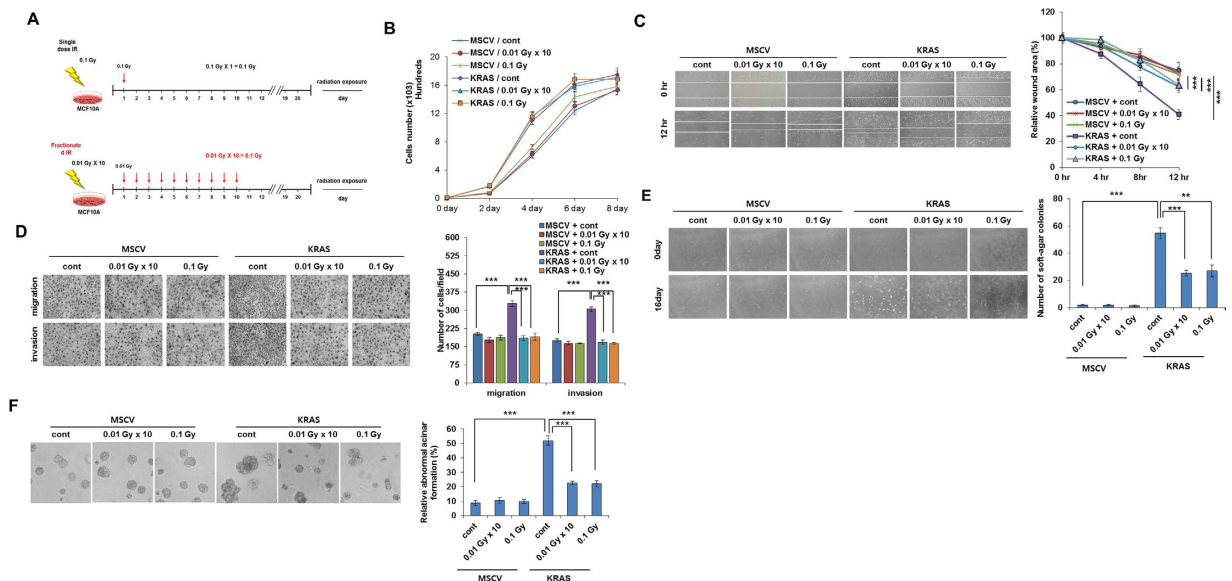 A
Single
dose IR
0.1 Gy
0.1 Gy
0.1 Gy X 1 = 0.1 Gy
radiation exposure
1 2 3 4 5 6 7 8 9 10 11 12 19 20
day
MCF10A
Fractionate
d IR
0.01 Gy X 10
0.01 Gy
0.01 Gy X 10 = 0.1 Gy
radiation exposure
1 2 3 4 5 6 7 8 9 10 11 12 19 20
day
MCF10A
B
MSCV / cont
MSCV / 0.01 Gy x 10
MSCV / 0.1 Gy
KRAS / cont
KRAS / 0.01 Gy x 10
KRAS / 0.1 Gy
Cells number (x103)
Hundreds
20
16
12
8
4
0
0 day 2 day 4 day 6 day 8 day
C
MSCV KRAS
cont 0.01 Gy x 10 0.1 Gy cont 0.01 Gy x 10 0.1 Gy
0 hr
12 hr
Relative wound area (%)
120
100
80
60
40
20
0
***
***
***
MSCV + cont
MSCV + 0.01 Gy x 10
MSCV + 0.1 Gy
KRAS + cont
KRAS + 0.01 Gy x 10
KRAS + 0.1 Gy
0 hr 4 hr 8hr 12 hr
D
MSCV KRAS
cont 0.01 Gy x 10 0.1 Gy cont 0.01 Gy x 10 0.1 Gy
migration
invasion
Number of cells/field
600
525
450
375
300
225
150
75
0
MSCV + cont
MSCV + 0.01 Gy x 10
MSCV + 0.1 Gy
KRAS + cont
KRAS + 0.01 Gy x 10
KRAS + 0.1 Gy
*** *** *** ***
*** ***
migration invasion
E
MSCV KRAS
cont 0.01 Gy x 10 0.1 Gy cont 0.01 Gy x 10 0.1 Gy
0day
16day
Number of soft-agar colonies
80
60
40
20
0
*** **
***
cont 0.01 Gy x 10 0.1 Gy cont 0.01 Gy x 10 0.1 Gy
MSCV KRAS
F
MSCV KRAS
cont 0.01 Gy x 10 0.1 Gy cont 0.01 Gy x 10 0.1 Gy
Relative abnormal acinar
formation (%)
60
50
40
30
20
10
0
*** ***
***
cont 0.01 Gy x 10 0.1 Gy cont 0.01 Gy x 10 0.1 Gy
MSCV KRAS